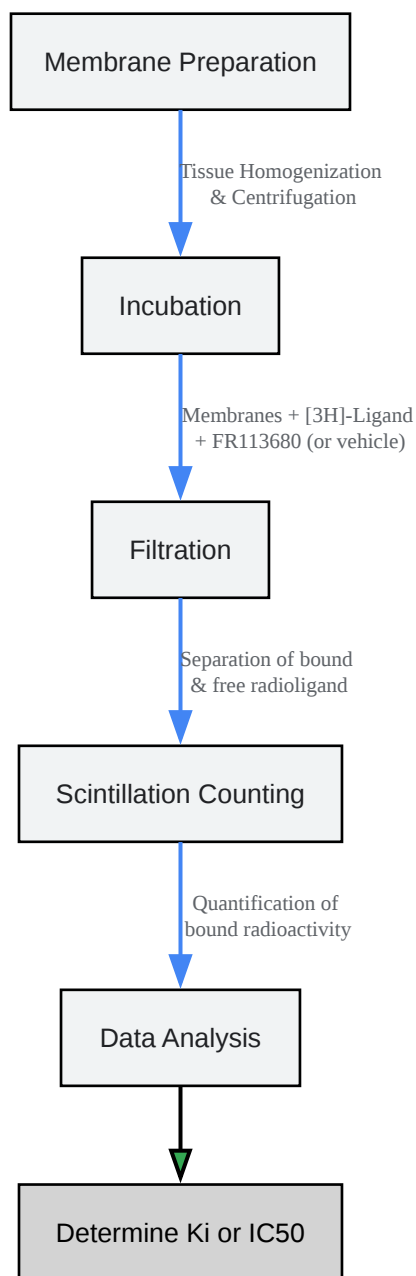 Membrane Preparation
Tissue Homogenization
& Centrifugation
Incubation
Membranes + [3H]-Ligand
+ FR113680 (or vehicle)
Filtration
Separation of bound
& free radioligand
Scintillation Counting
Quantification of
bound radioactivity
Data Analysis
Determine Ki or IC50